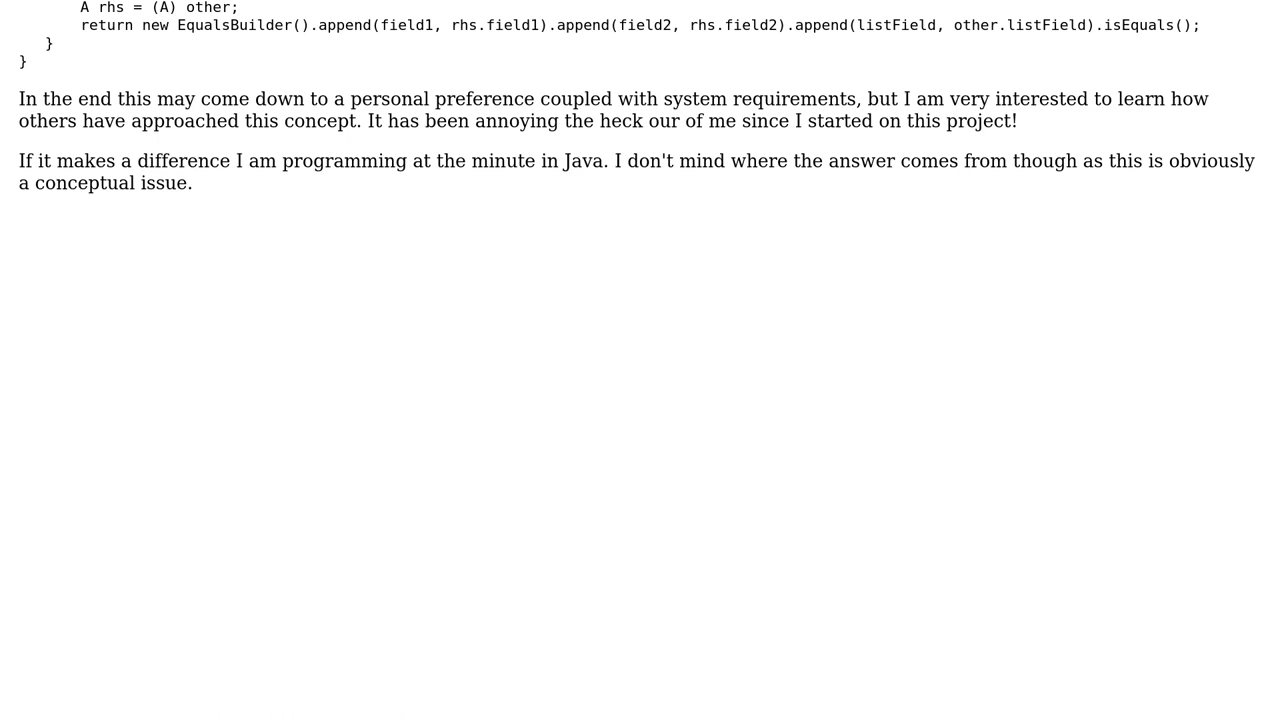 A rhs = (A) other;
return new EqualsBuilder().append(field1, rhs.field1).append(field2, rhs.field2).append(listField, other.listField).isEquals();
}
}
In the end this may come down to a personal preference coupled with system requirements, but I am very interested to learn how
others have approached this concept. It has been annoying the heck our of me since I started on this project!
If it makes a difference I am programming at the minute in Java. I don't mind where the answer comes from though as this is obviously
a conceptual issue.